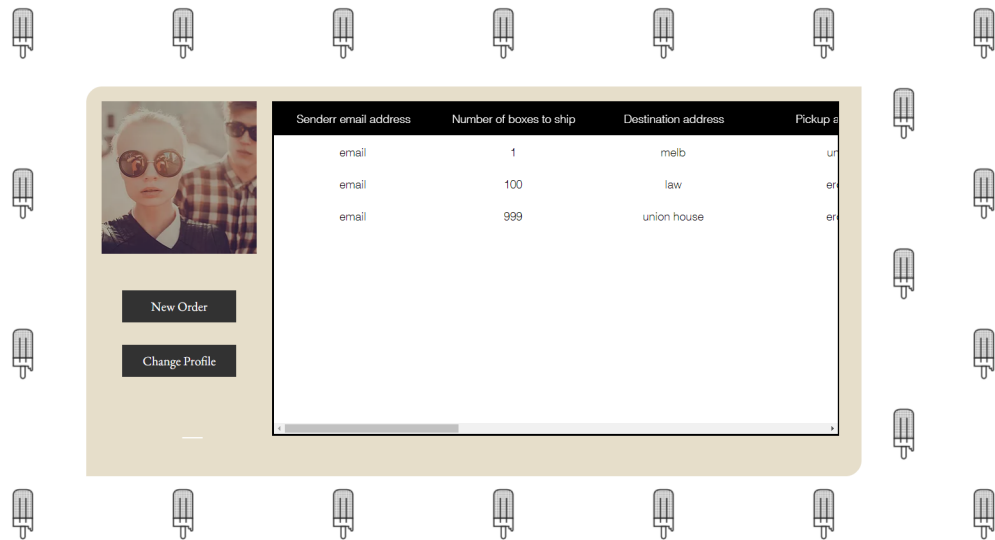 Senderr email address Number of boxes to ship Destination address Pickup a
email 1 melb
email 100 law
email 999 union house
New Order
Change Profile